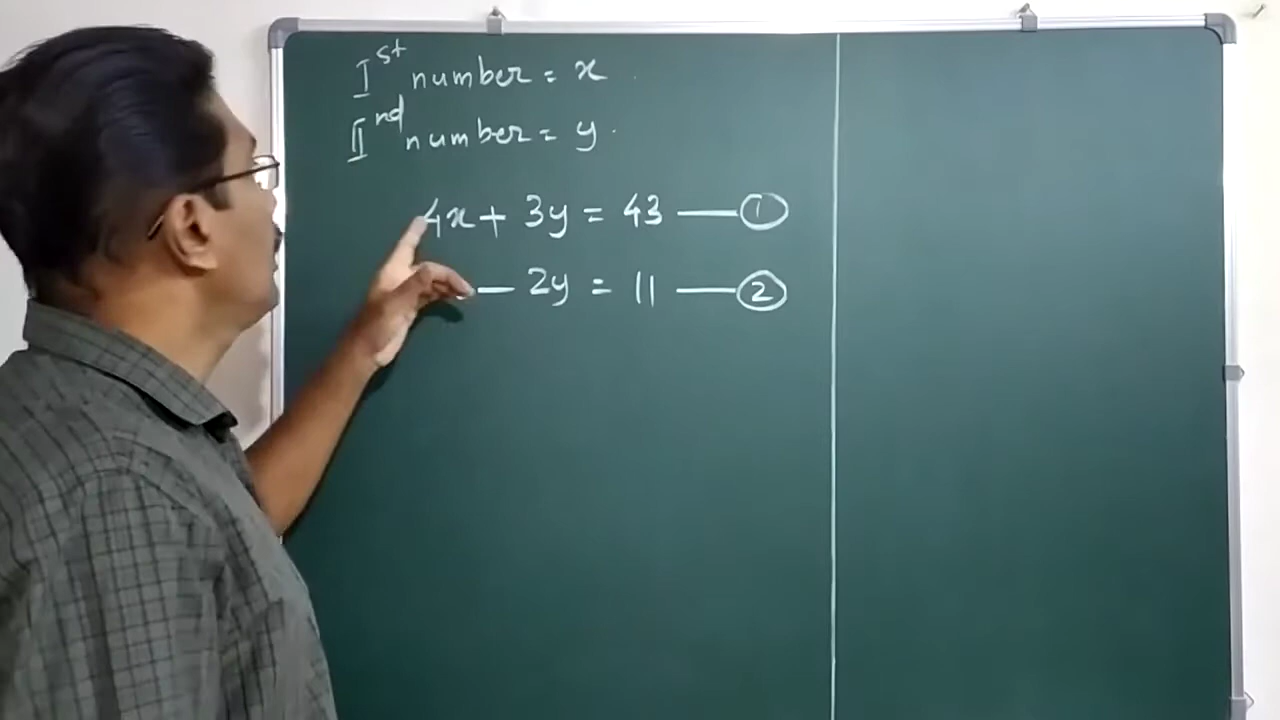 Ist number = x
IInd number = y.
4x + 3y = 43 — 1
— 2y = 11 — 2